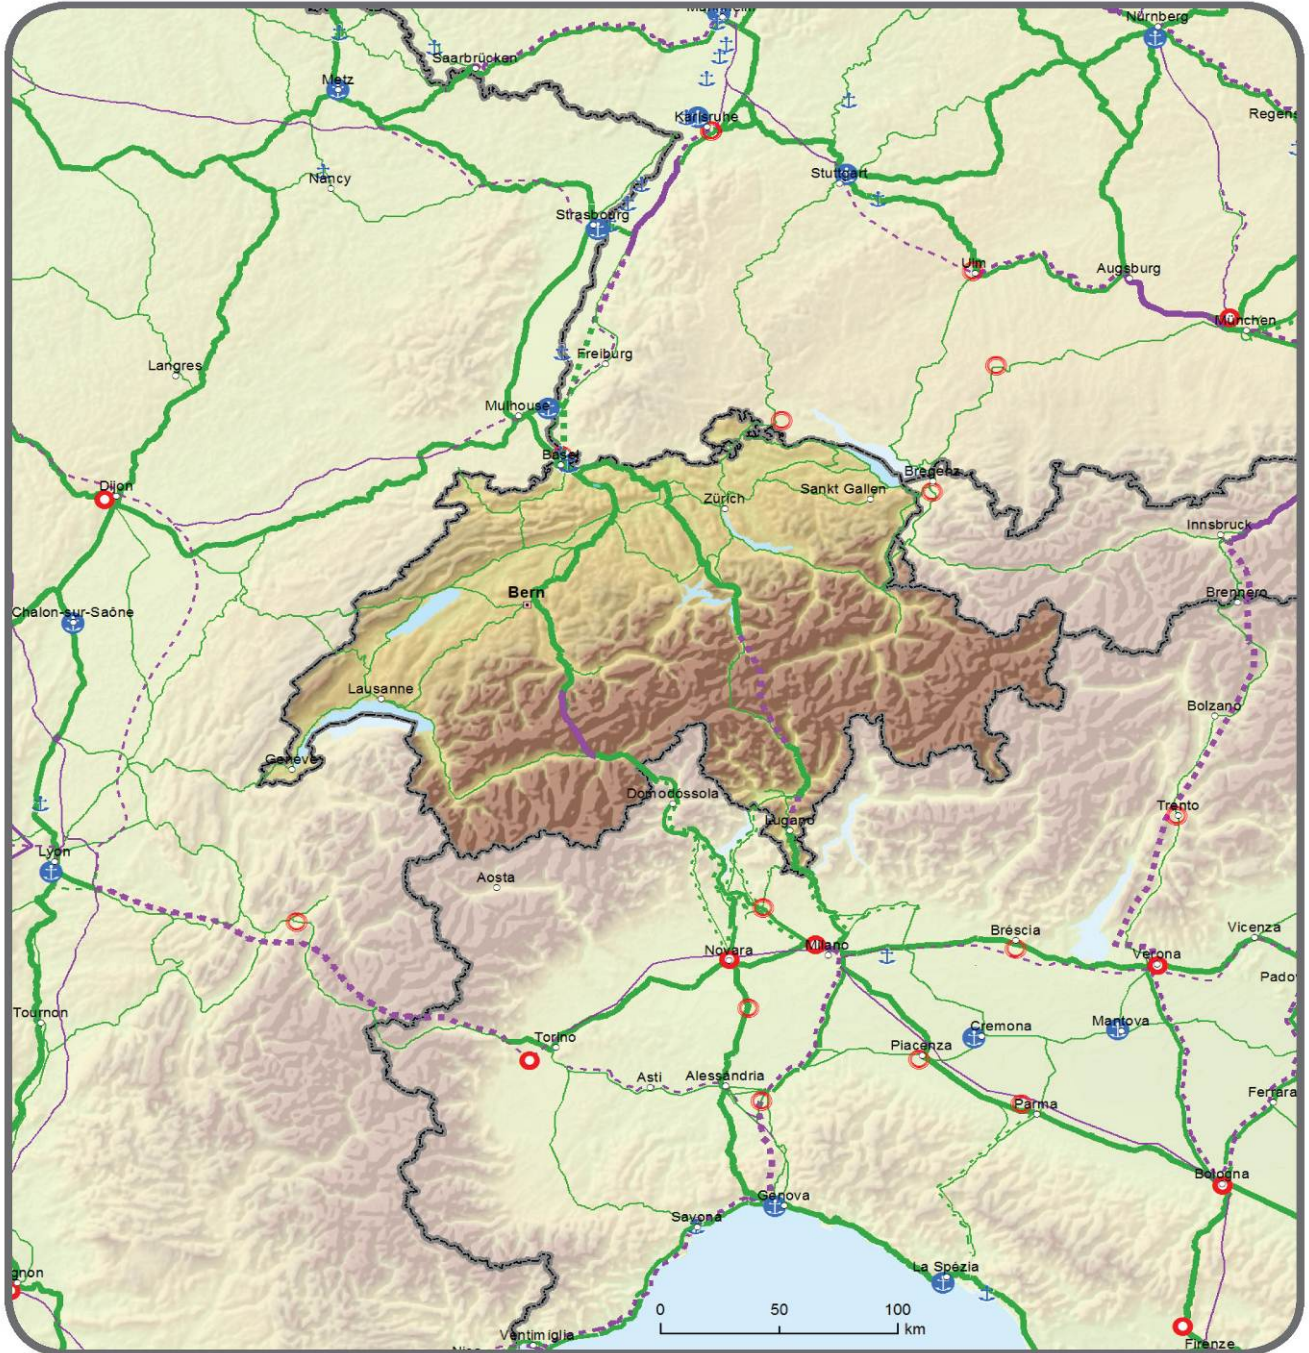 Nürnberg
Saarbrücken
Metz
Karlsruhe
Regens
Nancy
Stuttgart
Strasbourg
Ulm
Augsburg
München
Freiburg
Langres
Mulhouse
Basel
Bregenz
Dijon
Zürich
Sankt Gallen
Innsbruck
Bern
Brennero
Chalon-sur-Saône
Lausanne
Bolzano
Genève
Domodossola
Trento
Lugano
Lyon
Aosta
Bréscia
Vicenza
Novara
Milano
Verona
Pado
Tournon
Cremona
Mantova
Torino
Piacenza
Asti
Alessandria
Ferrara
Parma
Bologna
Genova
Savona
La Spézia
gnon
0 50 100
km
Ventimiglia
Firenze